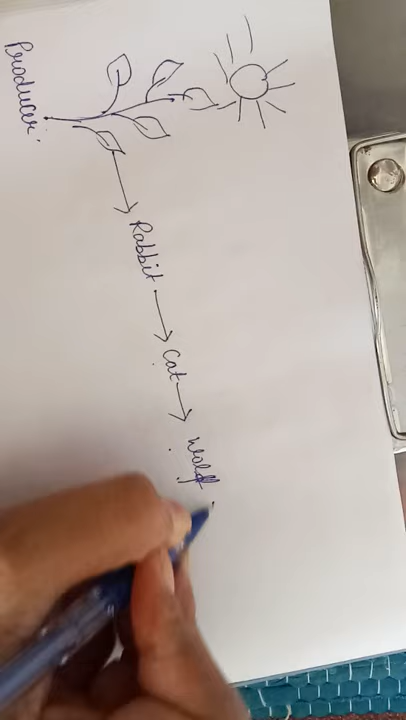 Producer.
→ Rabbit → Cat → Wolf